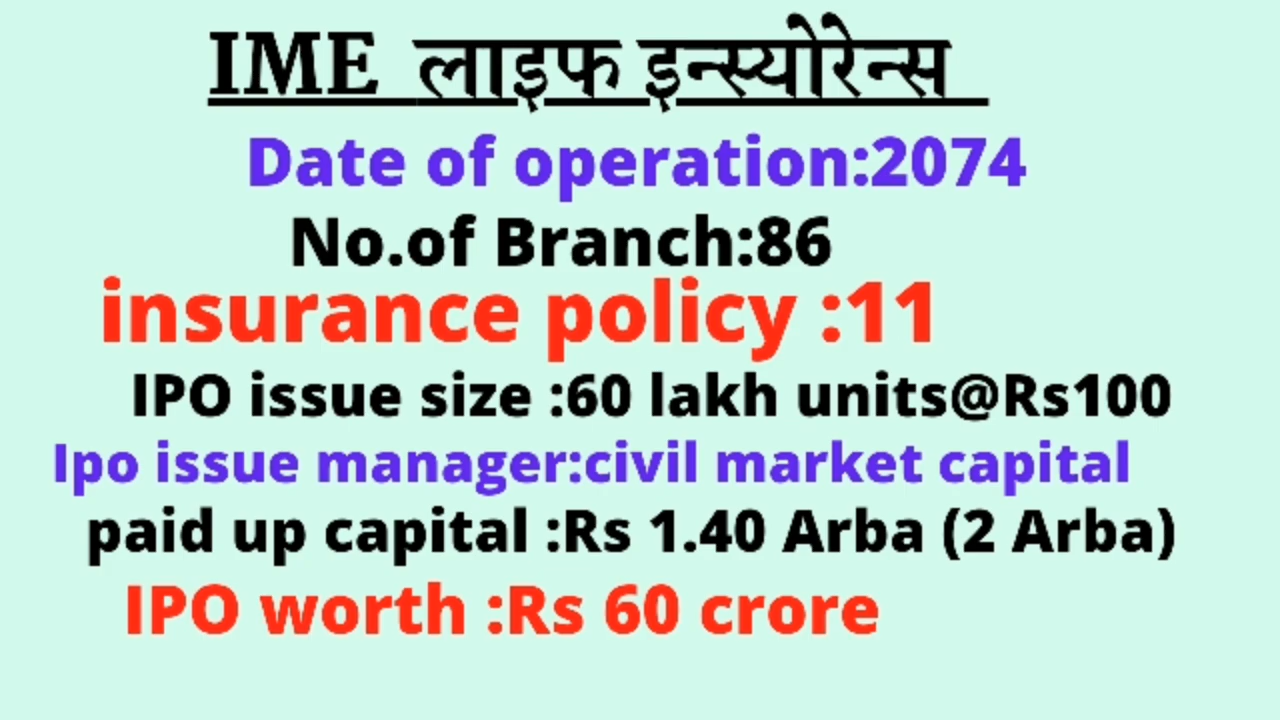 IME लाइफ इन्स्योरेन्स
Date of operation:2074
No.of Branch:86
insurance policy :11
IPO issue size :60 lakh units@Rs100
Ipo issue manager:civil market capital
paid up capital :Rs 1.40 Arba (2 Arba)
IPO worth :Rs 60 crore